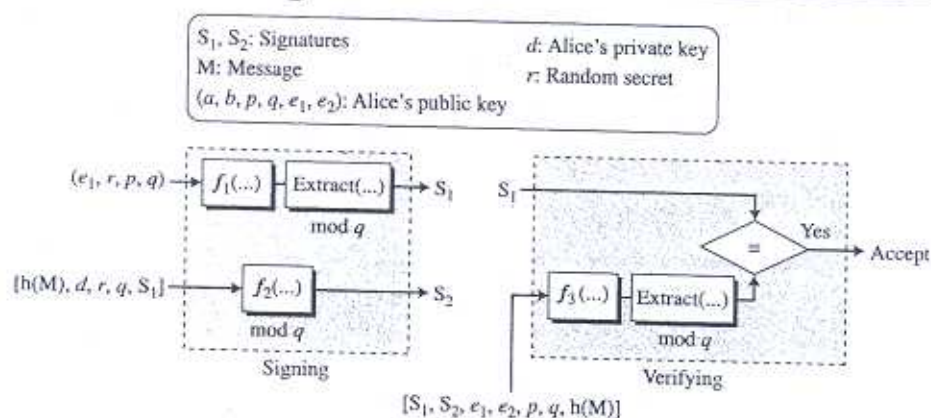 S₁, S₂: Signatures
M: Message
(a, b, p, q, e₁, e₂): Alice's public key
d: Alice's private key
r: Random secret
(e₁, r, p, q)
f₁(...)
Extract(...)
mod q
S₁
[h(M), d, r, q, S₁]
f₂(...)
mod q
S₂
Signing
S₁
=
Yes
Accept
f₃(...)
Extract(...)
mod q
Verifying
[S₁, S₂, e₁, e₂, p, q, h(M)]